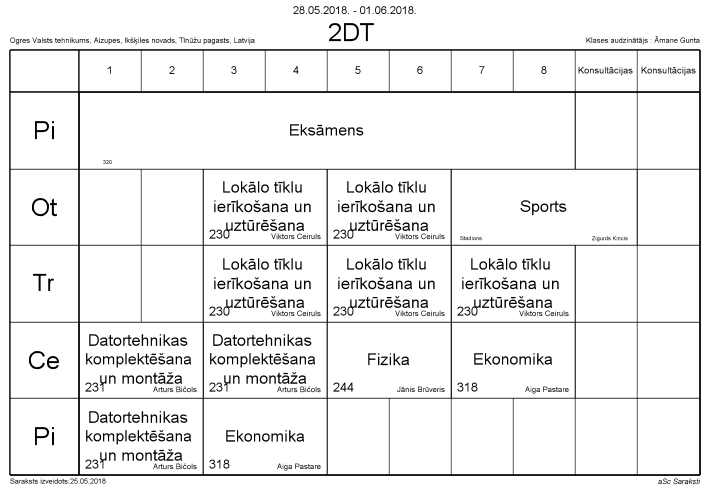 28.05.2018. - 01.06.2018.
2DT
Ogres Valsts tehnikums, Aizupes, Ikšķiles novads, Tīnūžu pagasts, Latvija
Klases audzinātājs : Āmane Gunta
1 2 3 4 5 6 7 8 Konsultācijas Konsultācijas
Pi
Eksāmens
320
Ot
Lokālo tīklu
ierīkošana un
uztūrēšana
230 Viktors Ceiruls
Lokālo tīklu
ierīkošana un
uztūrēšana
230 Viktors Ceiruls
Sports
Stadions Zigurds Kincis
Tr
Lokālo tīklu
ierīkošana un
uztūrēšana
230 Viktors Ceiruls
Lokālo tīklu
ierīkošana un
uztūrēšana
230 Viktors Ceiruls
Lokālo tīklu
ierīkošana un
uztūrēšana
230 Viktors Ceiruls
Ce
Datortehnikas
komplektēšana
un montāža
231 Arturs Bičols
Datortehnikas
komplektēšana
un montāža
231 Arturs Bičols
Fizika
244 Jānis Brūveris
Ekonomika
318 Aiga Pastare
Pi
Datortehnikas
komplektēšana
un montāža
231 Arturs Bičols
Ekonomika
318 Aiga Pastare
Saraksts izveidots:25.05.2018
aSc Saraksti